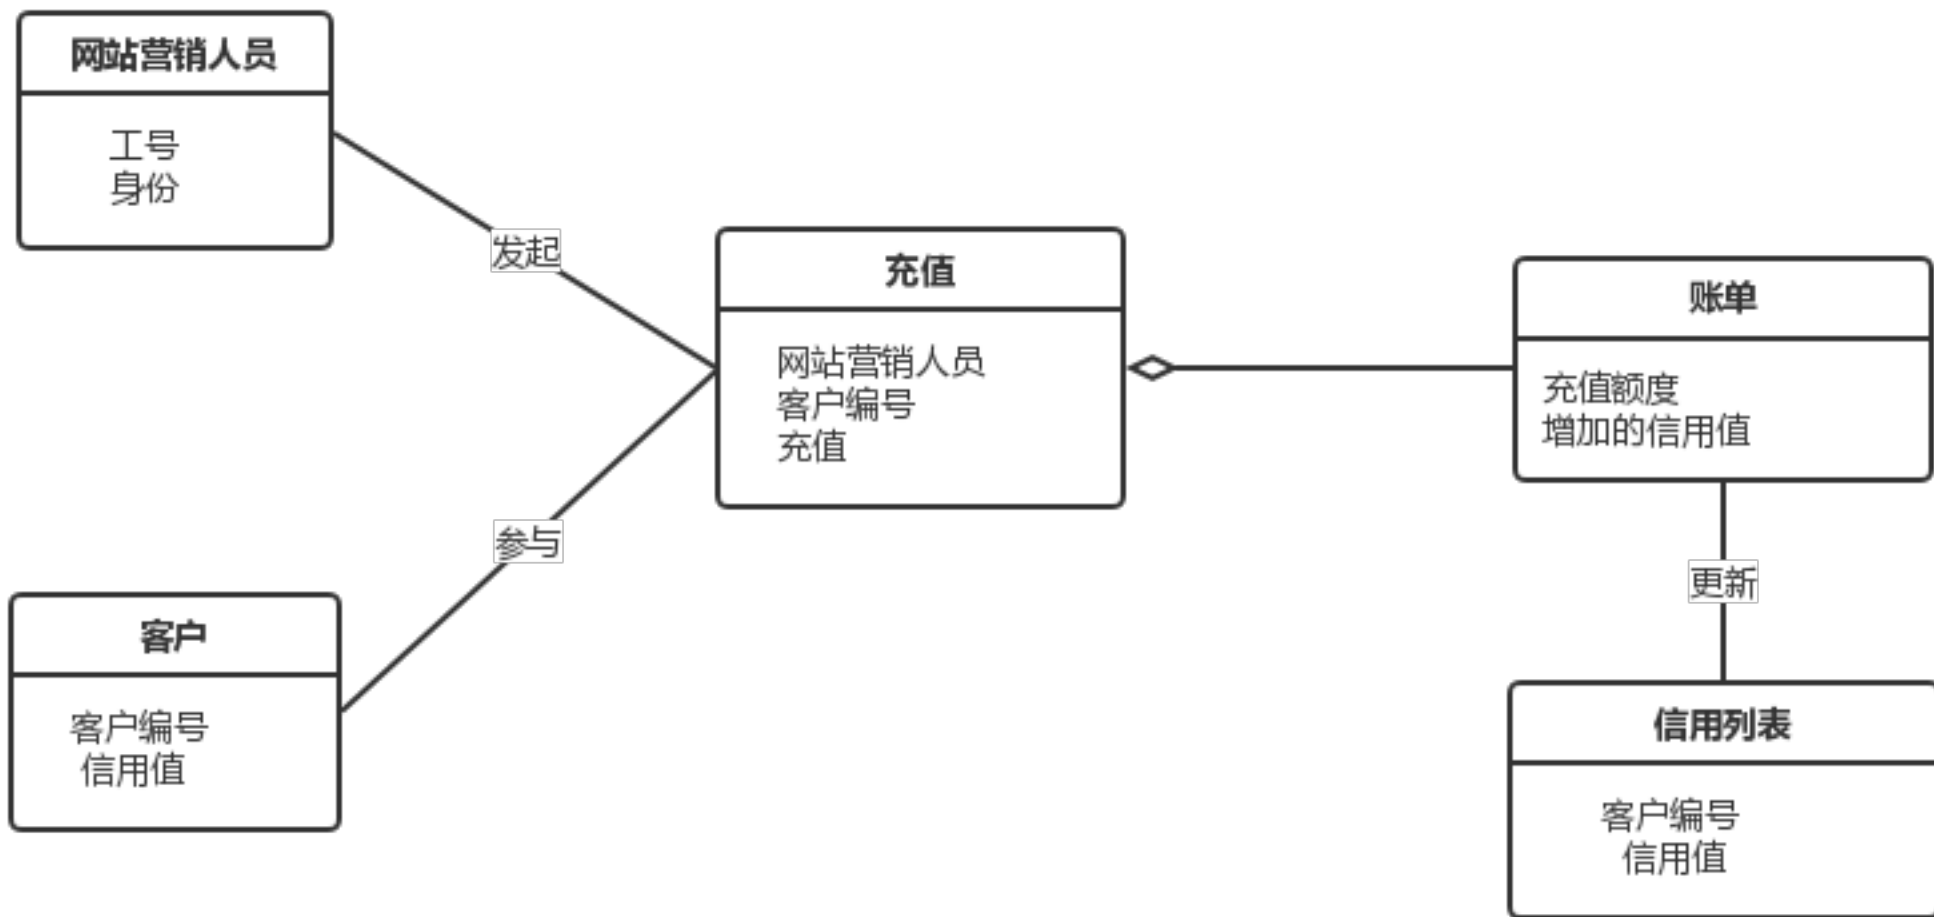 网站营销人员
工号
身份
发起
充值
网站营销人员
客户编号
充值
账单
充值额度
增加的信用值
参与
更新
客户
客户编号
信用值
信用列表
客户编号
信用值